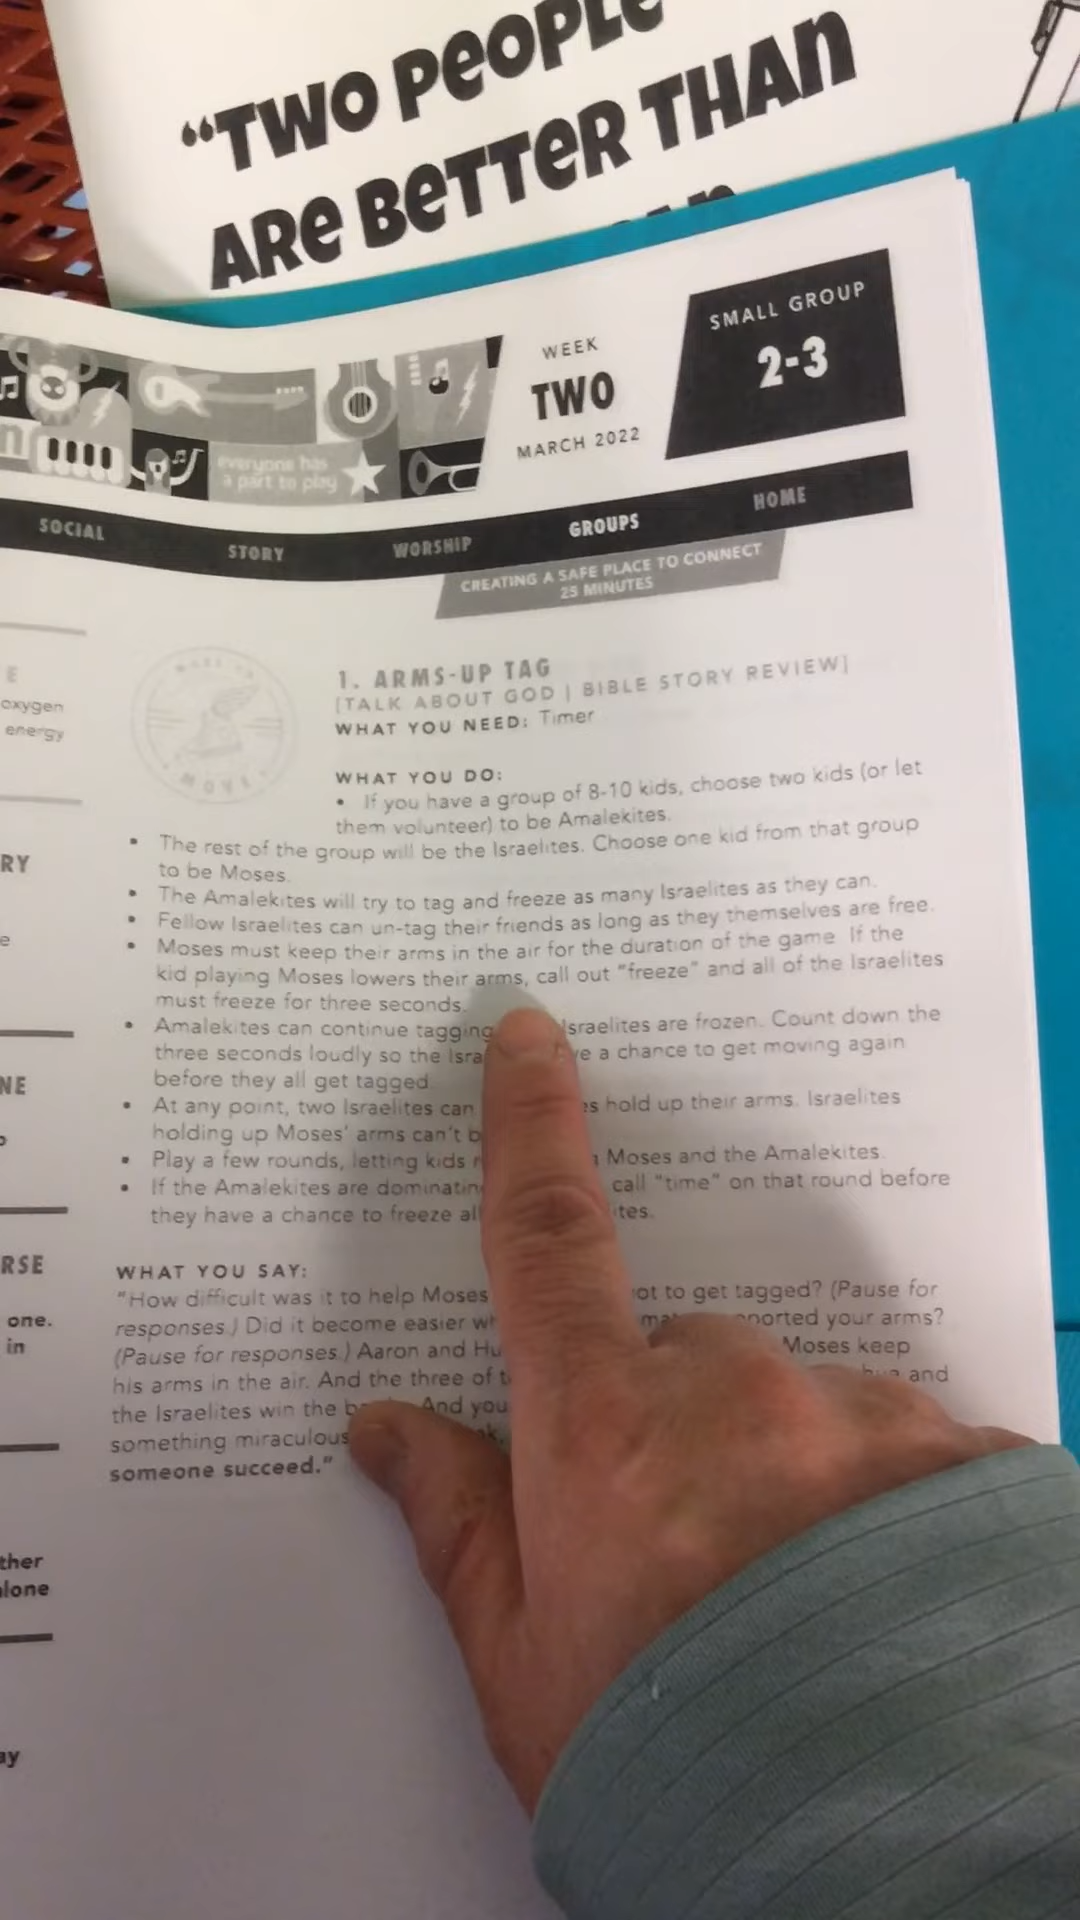 "TWO PEOPLE
ARE BETTER THAN
WEEK
TWO
MARCH 2022
SMALL GROUP
2-3
everyone has
a part to play
SOCIAL
STORY
WORSHIP
GROUPS
HOME
CREATING A SAFE PLACE TO CONNECT
25 MINUTES
E
oxygen
energy
RY
e
NE
RSE
one.
in
ther
alone
ay
MOVE
1. ARMS-UP TAG
[TALK ABOUT GOD | BIBLE STORY REVIEW]
WHAT YOU NEED: Timer
WHAT YOU DO:
• If you have a group of 8-10 kids, choose two kids (or let
them volunteer) to be Amalekites.
• The rest of the group will be the Israelites. Choose one kid from that group
to be Moses.
• The Amalekites will try to tag and freeze as many Israelites as they can.
• Fellow Israelites can un-tag their friends as long as they themselves are free.
• Moses must keep their arms in the air for the duration of the game. If the
kid playing Moses lowers their arms, call out "freeze" and all of the Israelites
must freeze for three seconds.
• Amalekites can continue tagging Israelites are frozen. Count down the
three seconds loudly so the Isra ve a chance to get moving again
before they all get tagged.
• At any point, two Israelites can es hold up their arms. Israelites
holding up Moses' arms can't b
• Play a few rounds, letting kids Moses and the Amalekites.
• If the Amalekites are dominatin call "time" on that round before
they have a chance to freeze al ites.
WHAT YOU SAY:
"How difficult was it to help Moses ot to get tagged? (Pause for
responses.) Did it become easier wh ported your arms?
(Pause for responses.) Aaron and Hu Moses keep
his arms in the air. And the three of t and
the Israelites win the b And you
something miraculous
someone succeed."